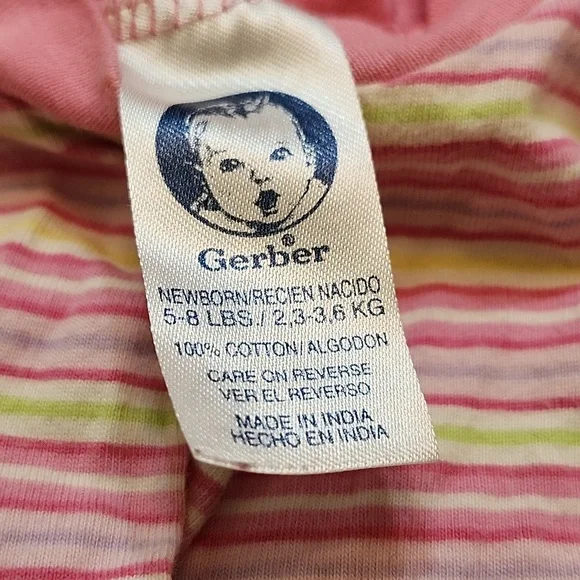 Gerber®
NEWBORN/RECIEN NACIDO
5-8 LBS./2,3-3,6 KG
100% COTTON/ALGODON
CARE ON REVERSE
VER EL REVERSO
MADE IN INDIA
HECHO EN INDIA